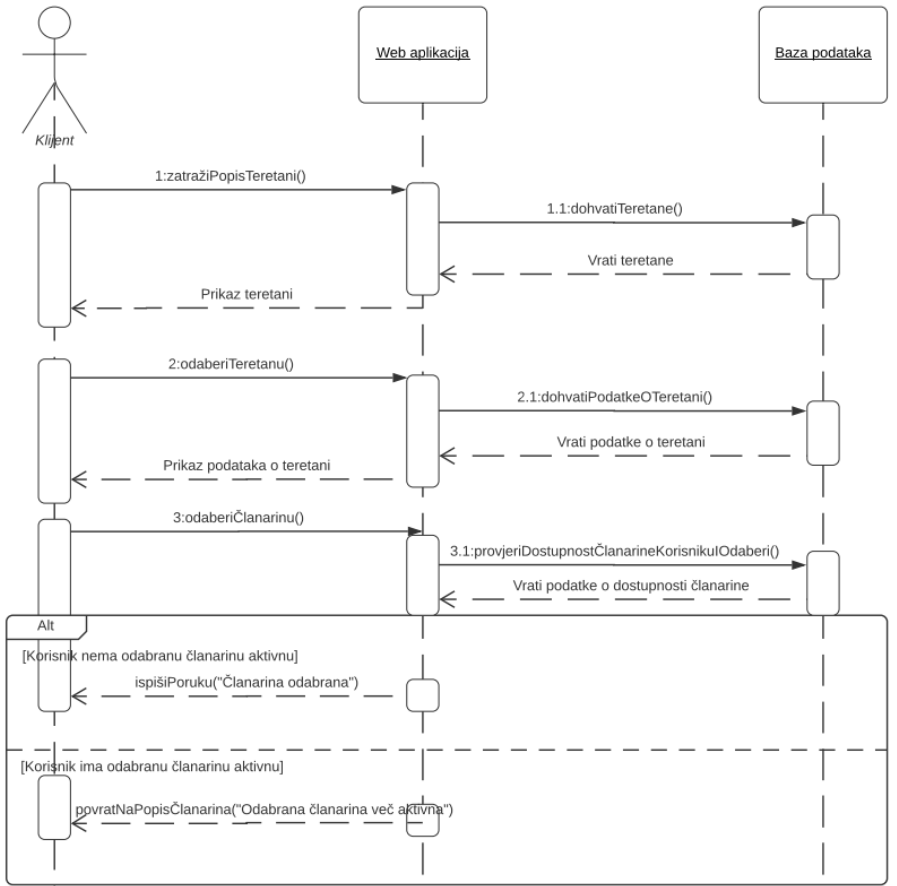 Web aplikacija
Baza podataka
Klijent
1:zatražiPopisTeretani()
1.1:dohvatiTeretane()
Vrati teretane
Prikaz teretani
2:odaberiTeretanu()
2.1:dohvatiPodatkeOTeretani()
Vrati podatke o teretani
Prikaz podataka o teretani
3:odaberiČlanarinu()
3.1:provjeriDostupnostČlanarineKorisnikuIOdaberi()
Vrati podatke o dostupnosti članarine
Alt
[Korisnik nema odabranu članarinu aktivnu]
ispišiPoruku("Članarina odabrana")
[Korisnik ima odabranu članarinu aktivnu]
povratNaPopisČlanarina("Odabrana članarina več aktivna")